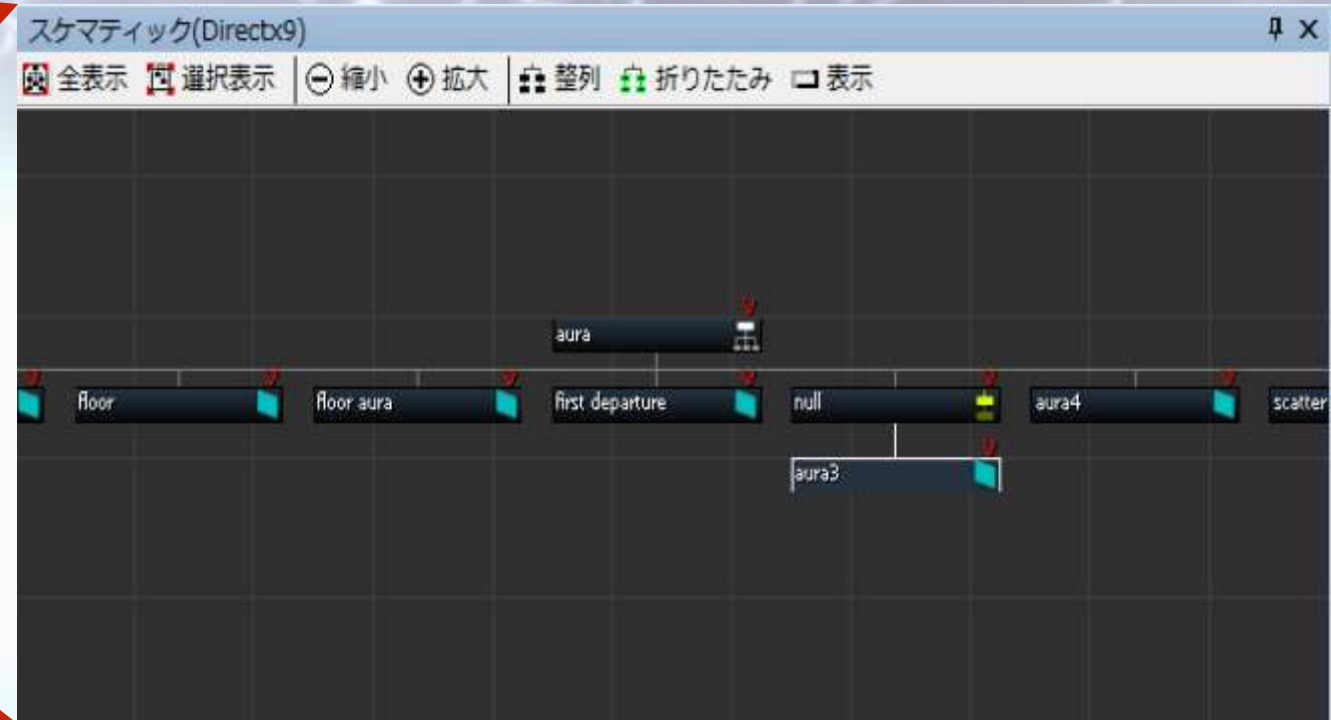 スケマティック(Directx9)
全表示 選択表示 縮小 拡大 整列 折りたたみ 表示
aura
floor floor aura first departure null aura4 scatter
aura3